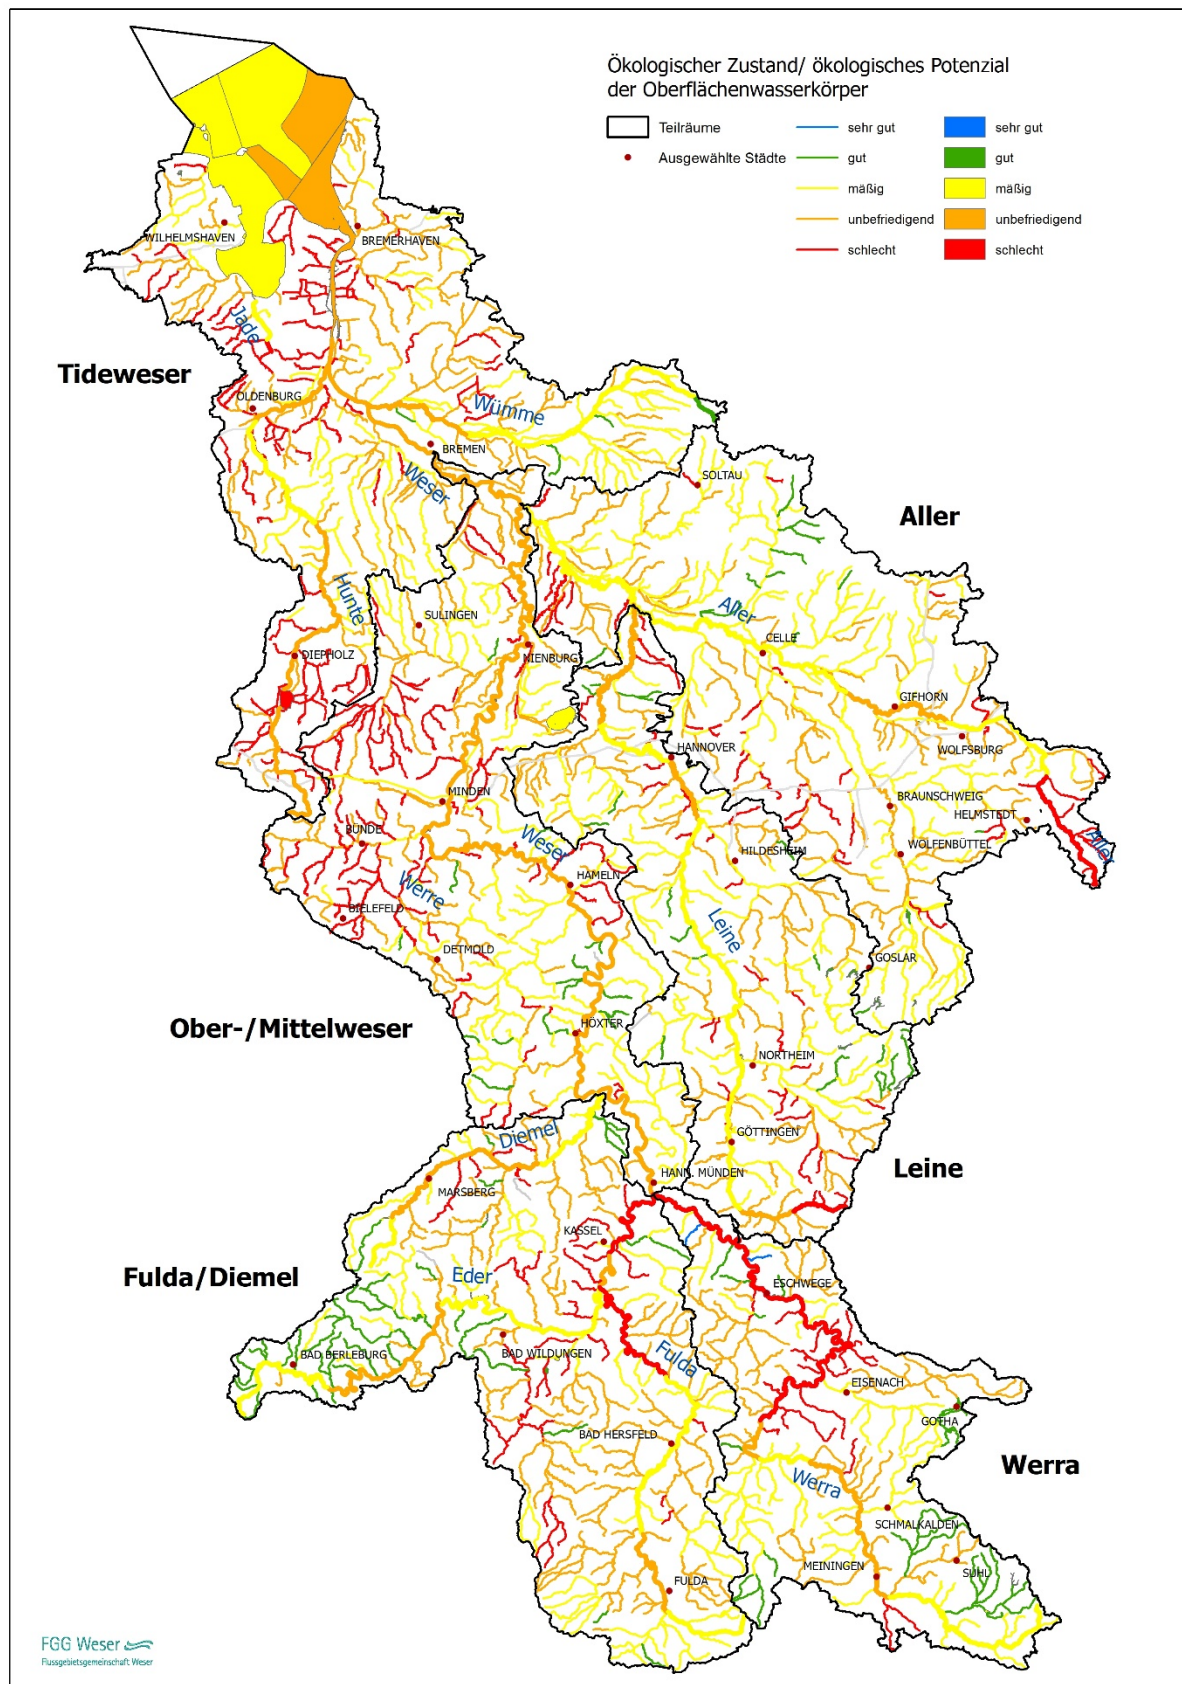 Ökologischer Zustand/ ökologisches Potenzial
der Oberflächenwasserkörper
Teilräume
Ausgewählte Städte
sehr gut
gut
mäßig
unbefriedigend
schlecht
sehr gut
gut
mäßig
unbefriedigend
schlecht
WILHELMSHAVEN
BREMERHAVEN
Jade
Tideweser
OLDENBURG
Wümme
BREMEN
Weser
SOLTAU
Aller
Hunte
SULINGEN
Aller
CELLE
DIEPHOLZ
NIENBURG
GIFHORN
HANNOVER
WOLFSBURG
MINDEN
BRAUNSCHWEIG
HELMSTEDT
BÜNDE
Weser
WOLFENBÜTTEL
Aller
HILDESHEIM
HAMELN
Werre
BIELEFELD
Leine
DETMOLD
GOSLAR
Ober-/Mittelweser
HÖXTER
NORTHEIM
Diemel
GÖTTINGEN
Leine
MARSBERG
HANN. MÜNDEN
KASSEL
Fulda/Diemel
Eder
ESCHWEGE
BAD BERLEBURG
BAD WILDUNGEN
Fulda
EISENACH
GOTHA
BAD HERSFELD
Werra
Werra
SCHMALKALDEN
MEININGEN
SUHL
FULDA
FGG Weser
Flussgebietsgemeinschaft Weser